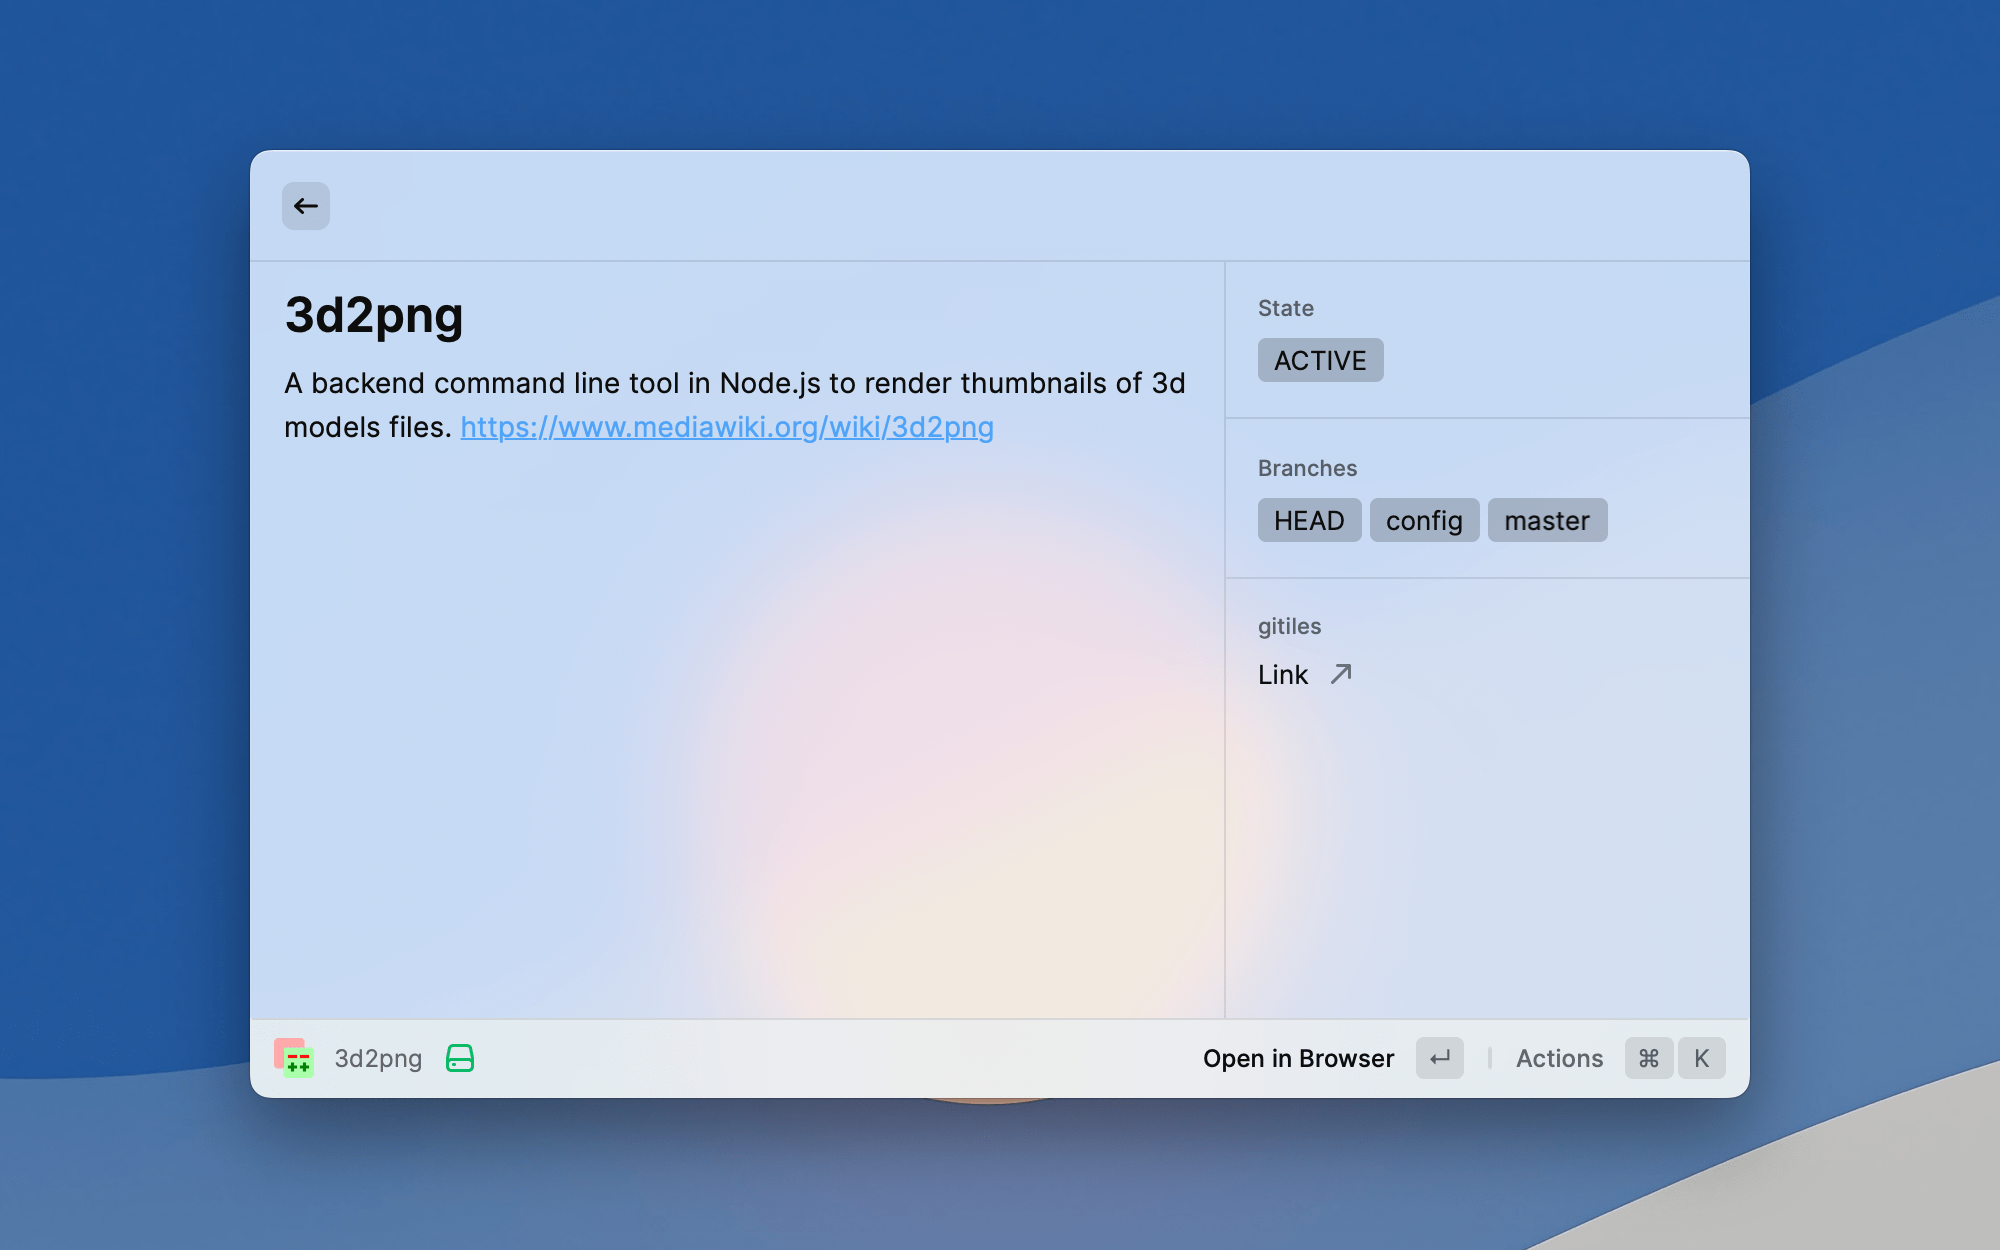 3d2png
A backend command line tool in Node.js to render thumbnails of 3d
models files. https://www.mediawiki.org/wiki/3d2png
State
ACTIVE
Branches
HEAD config master
gitiles
Link ↗
3d2png
Open in Browser ↵ | Actions ⌘ K